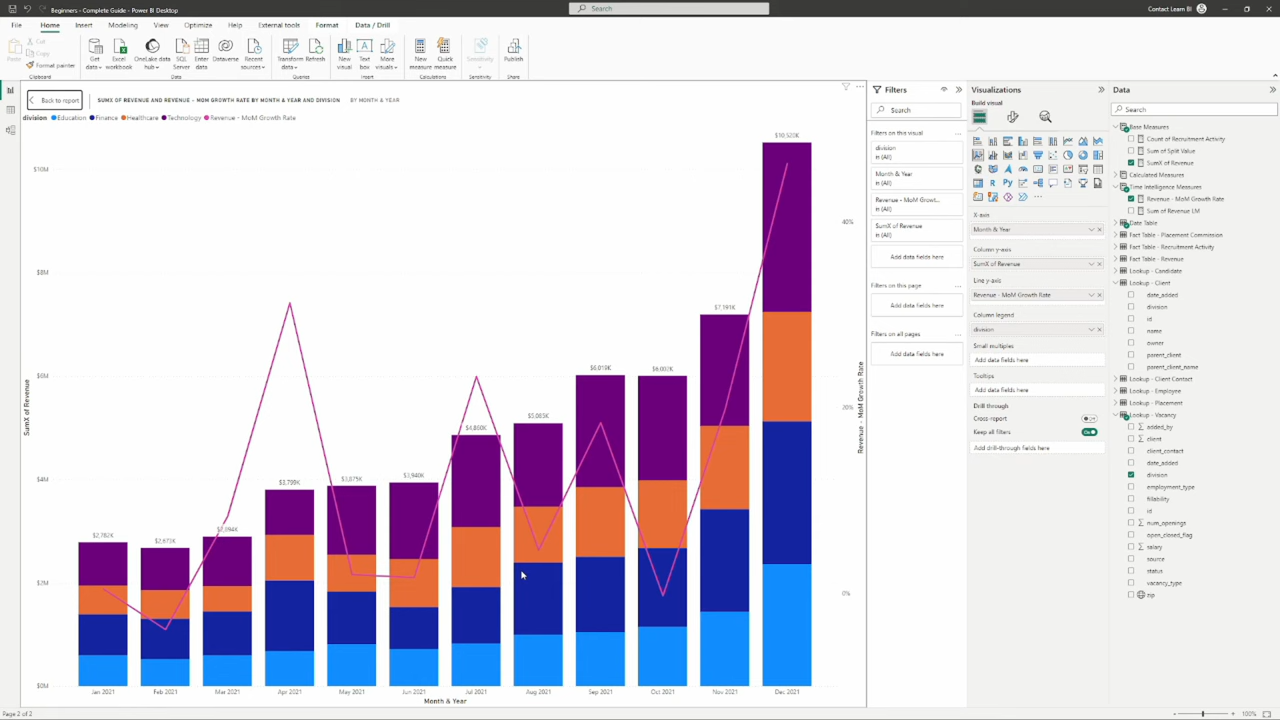 Beginners - Complete Guide - Power BI Desktop
Search
Contact Learn BI
File Home Insert Modeling View Optimize Help External tools Format Data / Drill
Paste
Cut
Copy
Format painter
Clipboard
Get data
Excel workbook
OneLake data hub
SQL Server
Enter data
Dataverse
Recent sources
Data
Transform data
Refresh
Queries
New visual
Text box
More visuals
Insert
New measure
Quick measure
Calculations
Sensitivity
Sensitivity
Publish
Share
Back to report
SUMX OF REVENUE AND REVENUE - MOM GROWTH RATE BY MONTH & YEAR AND DIVISION
BY MONTH & YEAR
division Education Finance Healthcare Technology Revenue - MoM Growth Rate
SumX of Revenue
$10M
$8M
$6M
$4M
$2M
$0M
$2,782K
$2,673K
$3,799K
$3,875K
$3,940K
$4,860K
$5,085K
$6,019K
$6,007K
$7,191K
$10,520K
40%
20%
0%
Revenue - MoM Growth Rate
Jan 2021 Feb 2021 Mar 2021 Apr 2021 May 2021 Jun 2021 Jul 2021 Aug 2021 Sep 2021 Oct 2021 Nov 2021 Dec 2021
Month & Year
Filters
Search
Filters on this visual
division
is (All)
Month & Year
is (All)
Revenue - MoM Growt...
is (All)
SumX of Revenue
is (All)
Add data fields here
Filters on this page
Add data fields here
Filters on all pages
Add data fields here
Visualizations
Build visual
X-axis
Month & Year
Column y-axis
SumX of Revenue
Line y-axis
Revenue - MoM Growth Rate
Column legend
division
Small multiples
Add data fields here
Tooltips
Add data fields here
Drill through
Cross-report
Off
Keep all filters
On
Add drill-through fields here
Data
Search
Base Measures
Count of Recruitment Activity
Sum of Split Value
SumX of Revenue
Calculated Measures
Time Intelligence Measures
Revenue - MoM Growth Rate
Sum of Revenue LM
Date Table
Fact Table - Placement Commission
Fact Table - Recruitment Activity
Fact Table - Revenue
Lookup - Candidate
Lookup - Client
date_added
division
id
name
owner
parent_client
parent_client_name
Lookup - Client Contact
Lookup - Employee
Lookup - Placement
Lookup - Vacancy
added_by
client
client_contact
date_added
division
employment_type
fillability
id
num_openings
open_closed_flag
salary
source
status
vacancy_type
zip
Page 2 of 2
100%